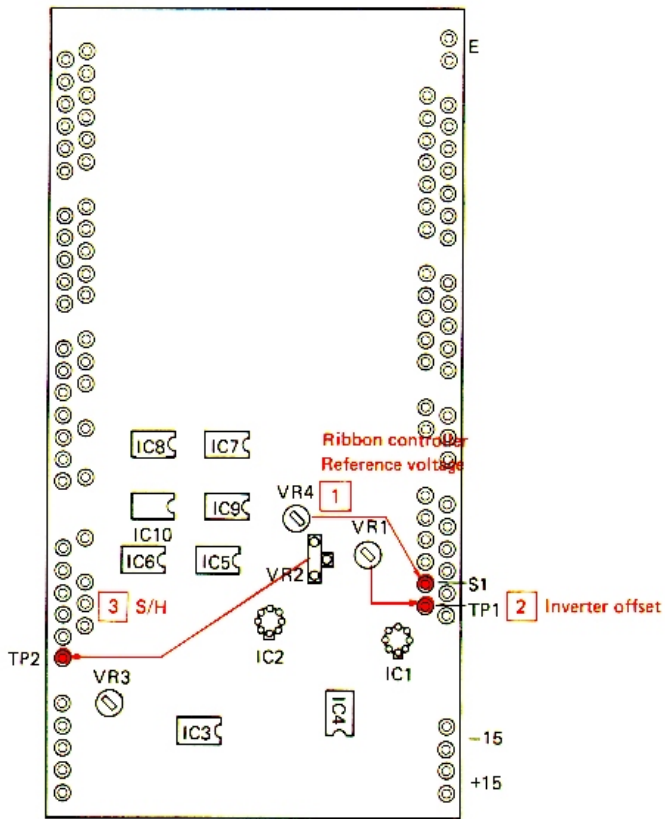 E
IC8
IC7
Ribbon controller
Reference voltage
VR4
1
IC9
VR1
IC10
IC6
IC5
VR2
S1
3 S/H
TP1
2 Inverter offset
IC2
IC1
TP2
VR3
IC3
IC4
-15
+15